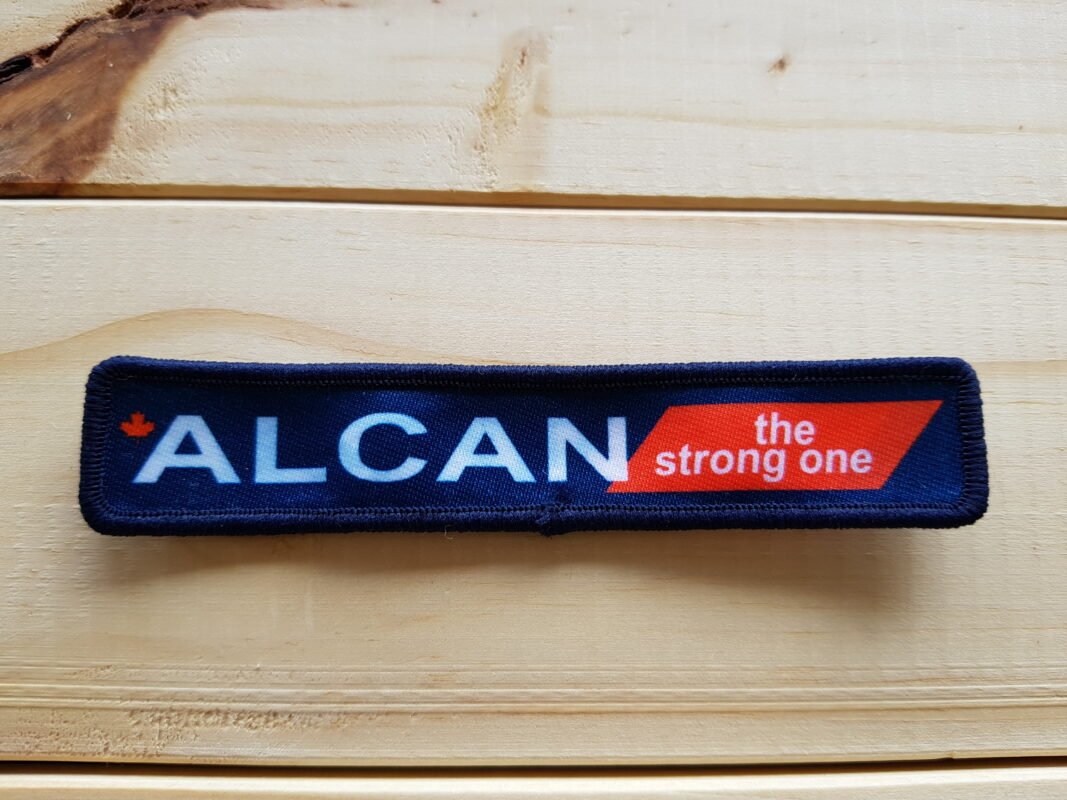 ALCAN
the
strong one